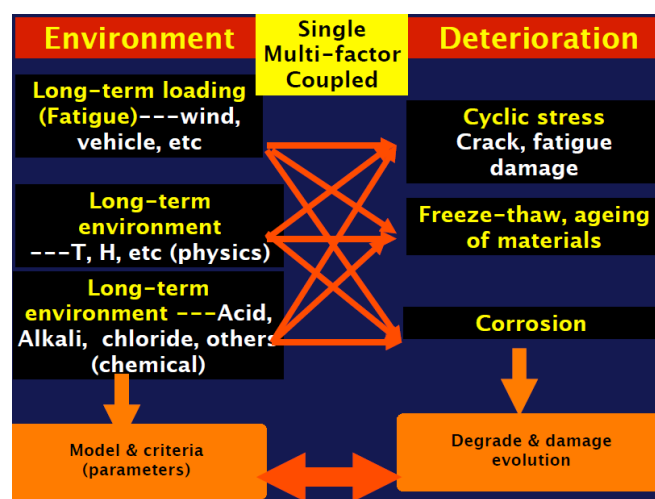 Environment
Single
Multi-factor
Coupled
Deterioration
Long-term loading
(Fatigue)---wind,
vehicle, etc
Long-term
environment
---T, H, etc (physics)
Long-term
environment ---Acid,
Alkali, chloride, others
(chemical)
Cyclic stress
Crack, fatigue
damage
Freeze-thaw, ageing
of materials
Corrosion
Model & criteria
(parameters)
Degrade & damage
evolution